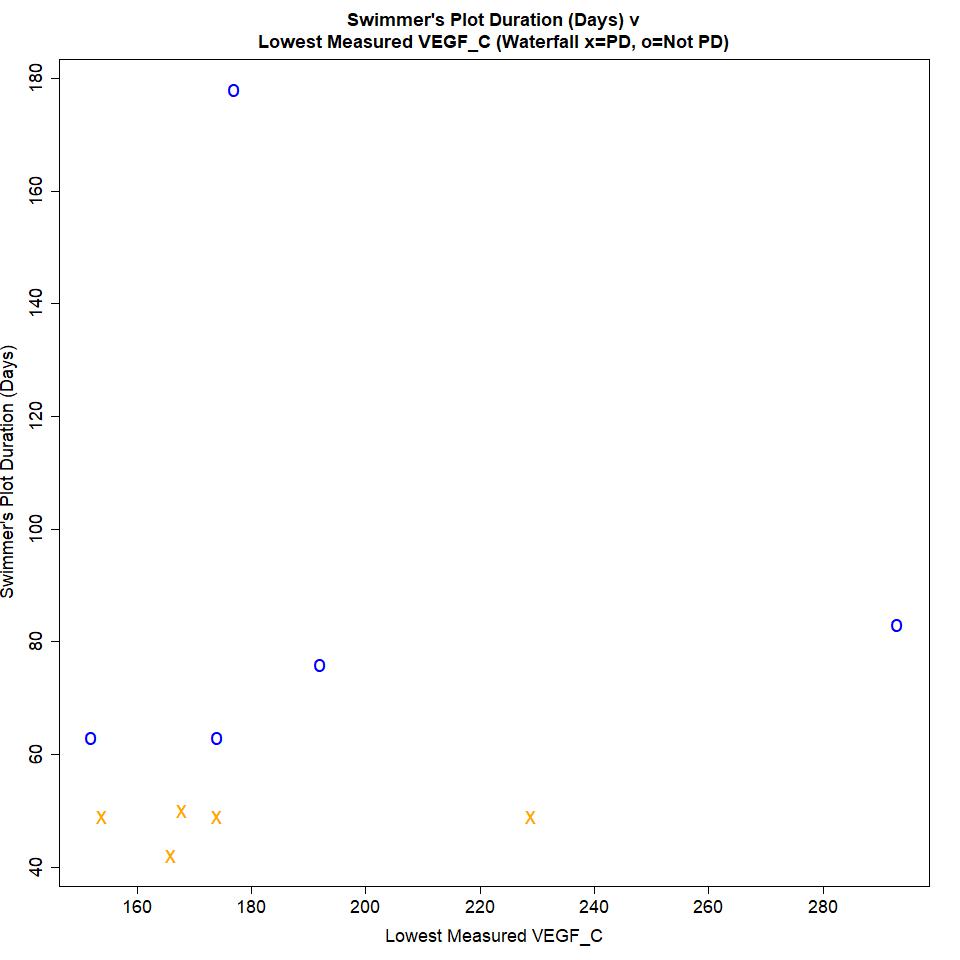 Swimmer's Plot Duration (Days) v
Lowest Measured VEGF_C (Waterfall x=PD, o=Not PD)
Swimmer's Plot Duration (Days)
180
160
140
120
100
80
60
40
o
o
o
o
o
x
x
x
x
x
160 180 200 220 240 260 280
Lowest Measured VEGF_C